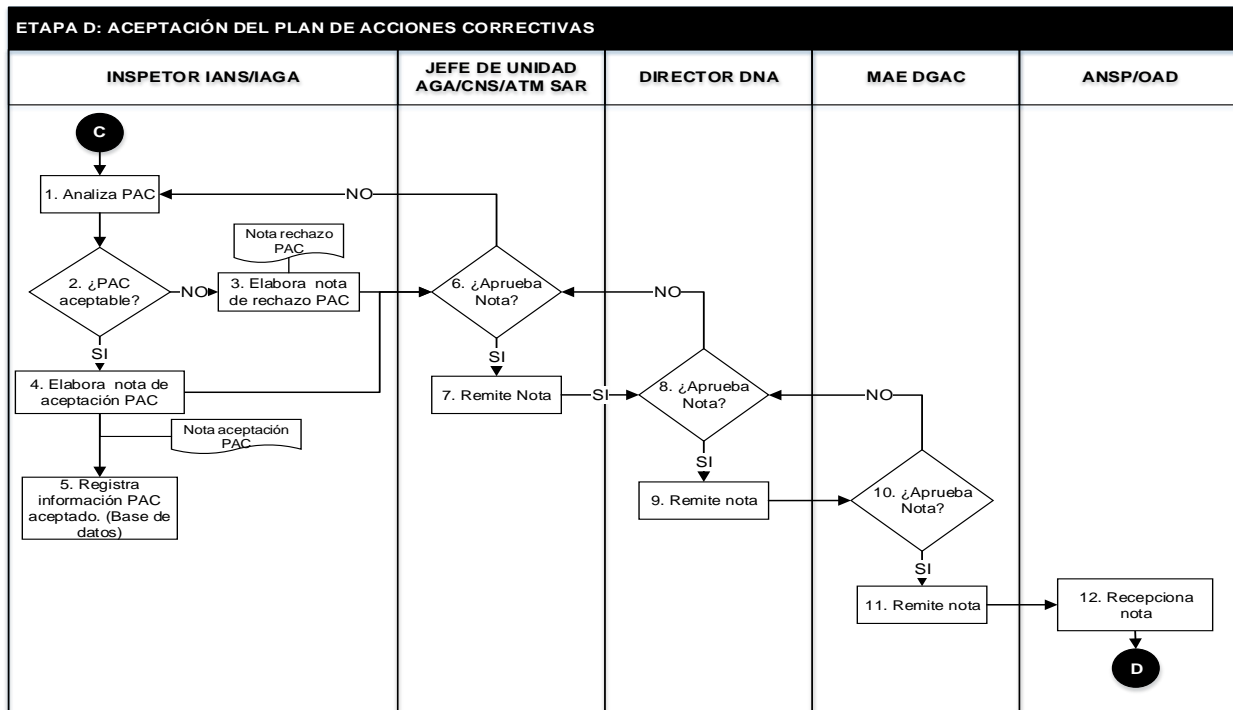 ETAPA D: ACEPTACIÓN DEL PLAN DE ACCIONES CORRECTIVAS
INSPETOR IANS/IAGA
JEFE DE UNIDAD
AGA/CNS/ATM SAR
DIRECTOR DNA
MAE DGAC
ANSP/OAD
C
1. Analiza PAC
NO
Nota rechazo
PAC
2. ¿PAC
aceptable?
NO
3. Elabora nota
de rechazo PAC
6. ¿Aprueba
Nota?
NO
SI
SI
4. Elabora nota de
aceptación PAC
7. Remite Nota
SI
8. ¿Aprueba
Nota?
NO
Nota aceptación
PAC
SI
5. Registra
información PAC
aceptado. (Base de
datos)
9. Remite nota
10. ¿Aprueba
Nota?
SI
11. Remite nota
12. Recepciona
nota
D